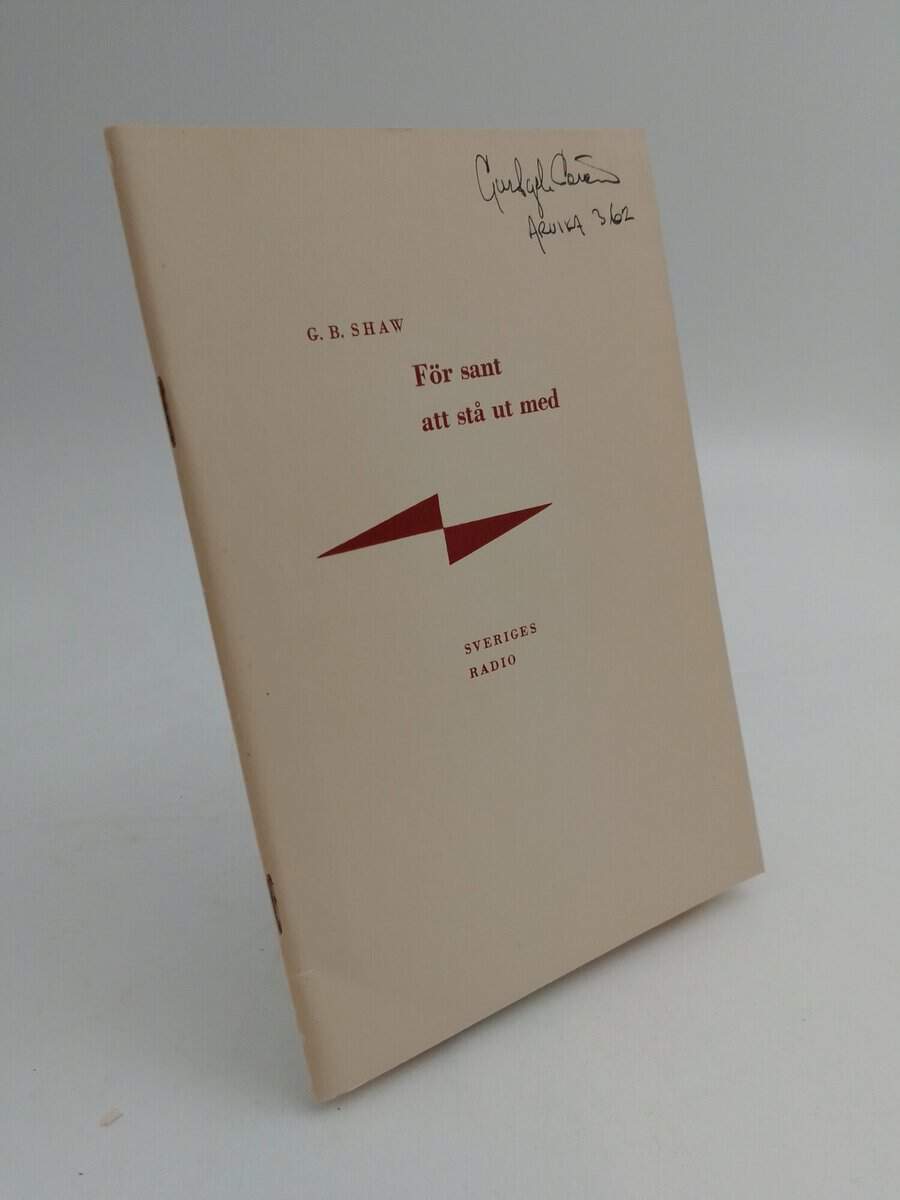 ARVIKA 3/62
G. B. SHAW
För sant
att stå ut med
SVERIGES
RADIO